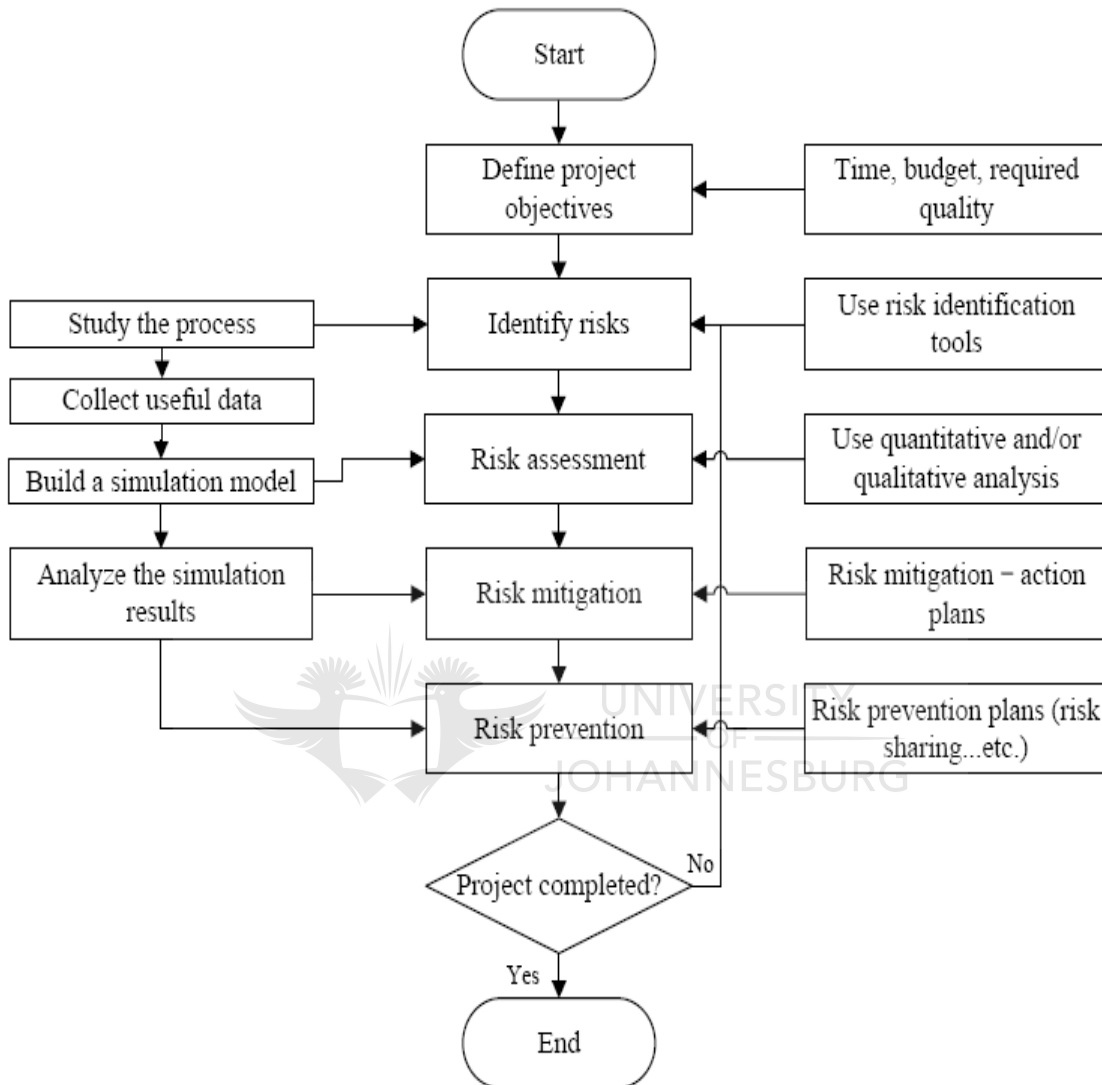 Start
Define project
objectives
Time, budget, required
quality
Study the process
Identify risks
Use risk identification
tools
Collect useful data
Build a simulation model
Risk assessment
Use quantitative and/or
qualitative analysis
Analyze the simulation
results
Risk mitigation
Risk mitigation – action
plans
Risk prevention
Risk prevention plans (risk
sharing...etc.)
UNIVERSITY
OF
JOHANNESBURG
Project completed?
No
Yes
End